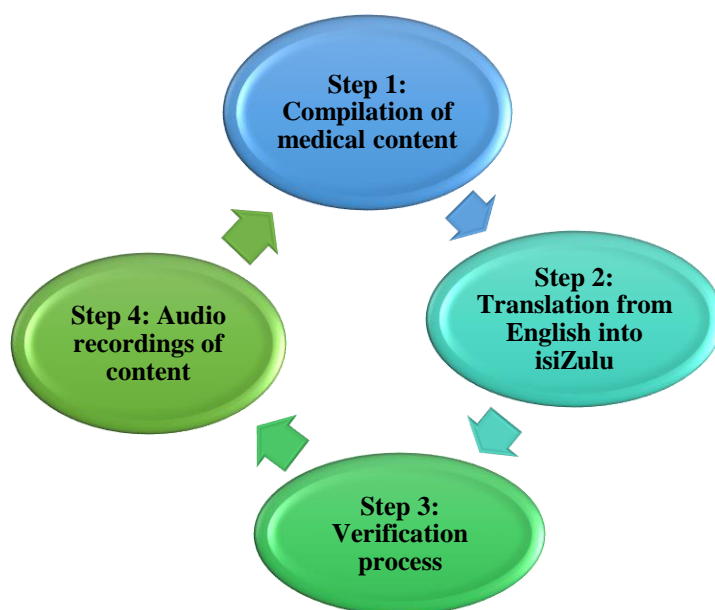 Step 1:
Compilation of
medical content
Step 2:
Translation from
English into
isiZulu
Step 3:
Verification
process
Step 4: Audio
recordings of
content